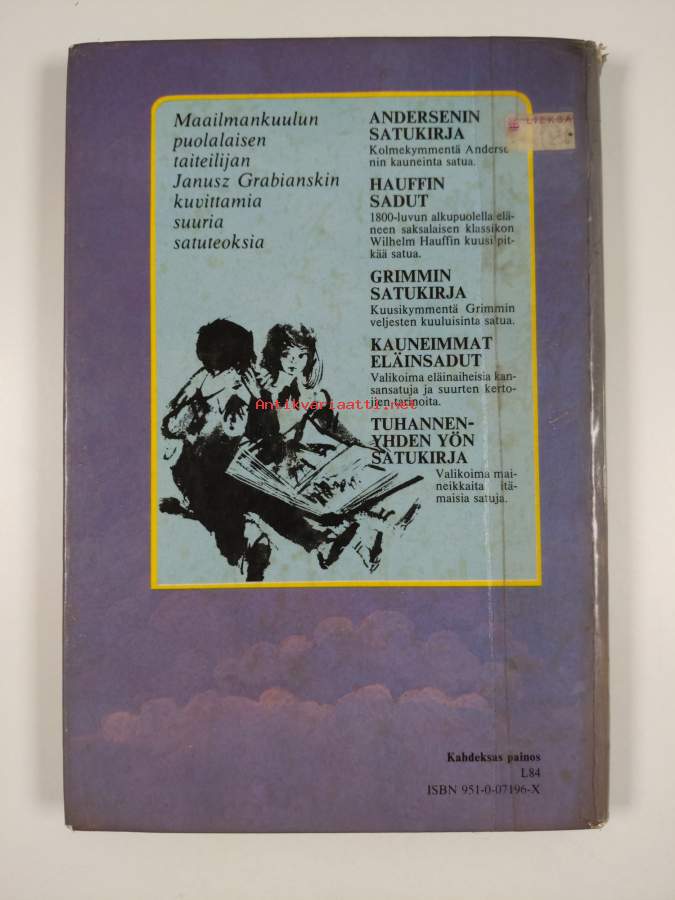 Maailmankuulun
puolalaisen
taiteilijan
Janusz Grabianskin
kuvittamia
suuria
satuteoksia
ANDERSENIN
SATUKIRJA
Kolmekymmentä Anderse-
nin kauneinta satua.
HAUFFIN
SADUT
1800-luvun alkupuolella elä-
neen saksalaisen klassikon
Wilhelm Hauffin kuusi pit-
kää satua.
GRIMMIN
SATUKIRJA
Kuusikymmentä Grimmin
veljesten kuuluisinta satua.
KAUNEIMMAT
ELÄINSADUT
Valikoima eläinaiheisia kan-
sansatuja ja suurten kerto-
jien tarinoita.
TUHANNEN-
YHDEN YÖN
SATUKIRJA
Valikoima mai-
neikkaita itä-
maisia satuja.
LIEKSA
Antikvariaatti.net
Kahdeksas painos
L84
ISBN 951-0-07196-X